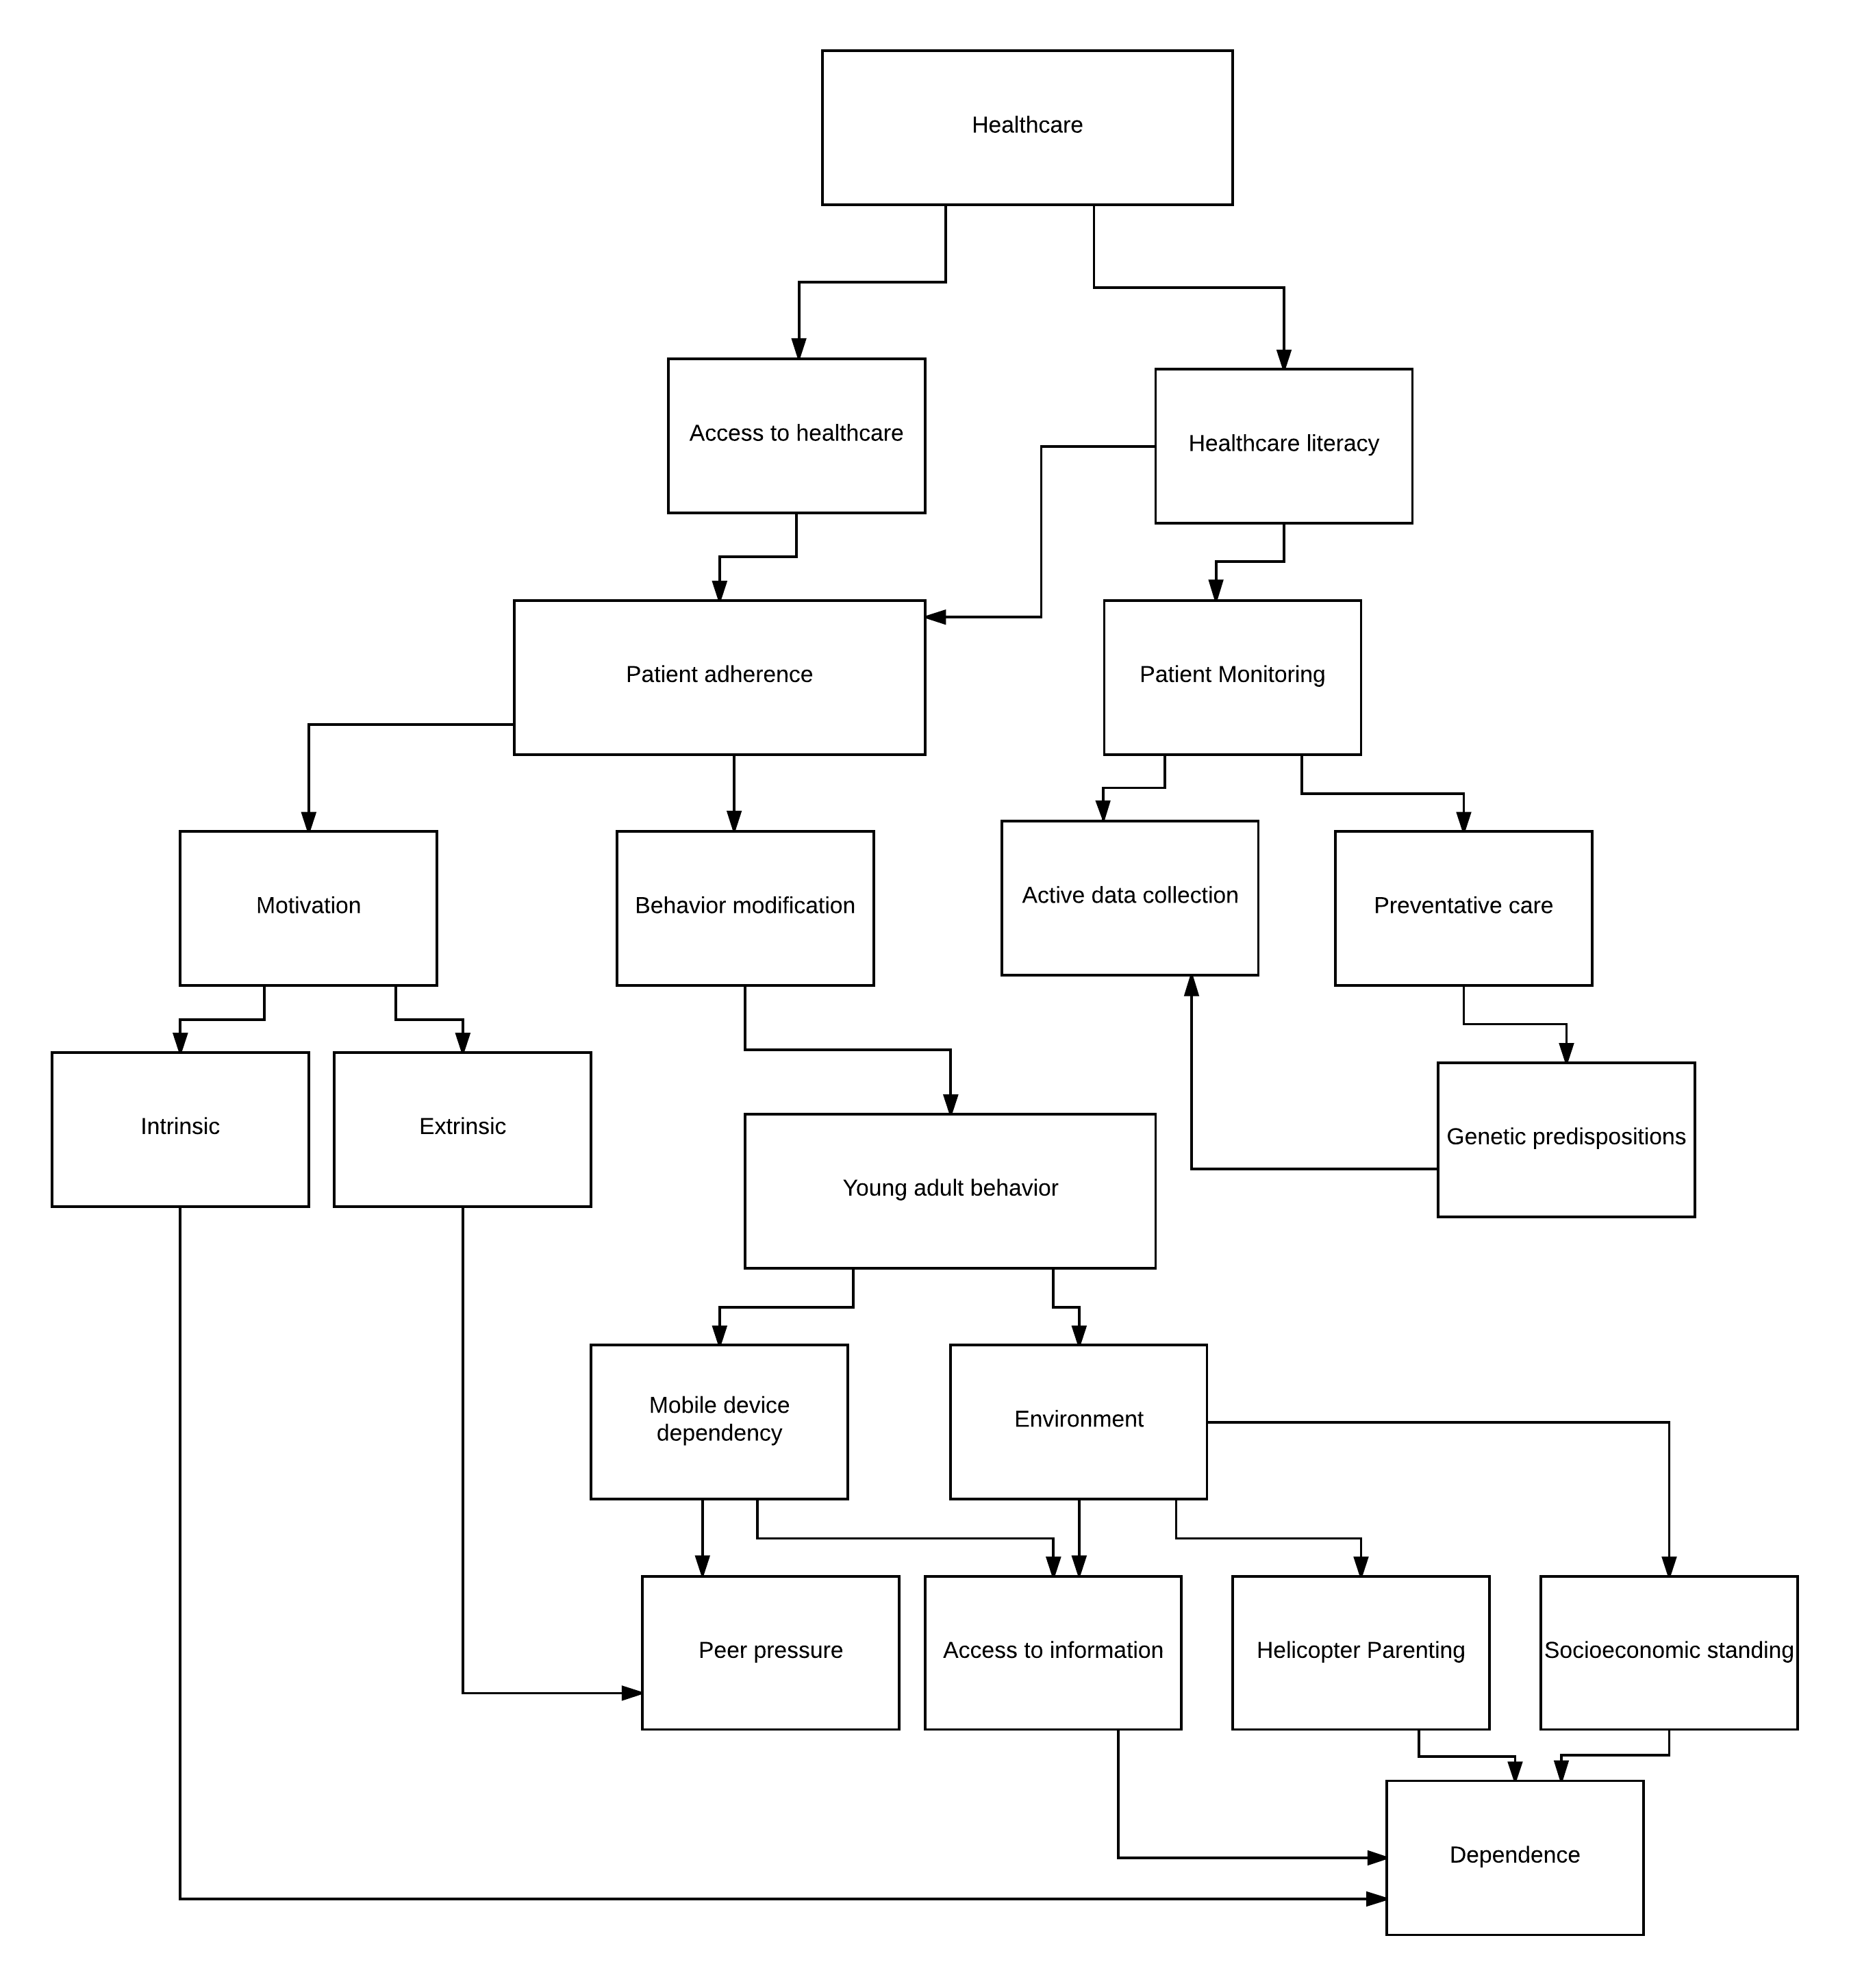 Healthcare
Access to healthcare
Healthcare literacy
Patient adherence
Patient Monitoring
Motivation
Behavior modification
Active data collection
Preventative care
Intrinsic
Extrinsic
Genetic predispositions
Young adult behavior
Mobile device
dependency
Environment
Peer pressure
Access to information
Helicopter Parenting
Socioeconomic standing
Dependence